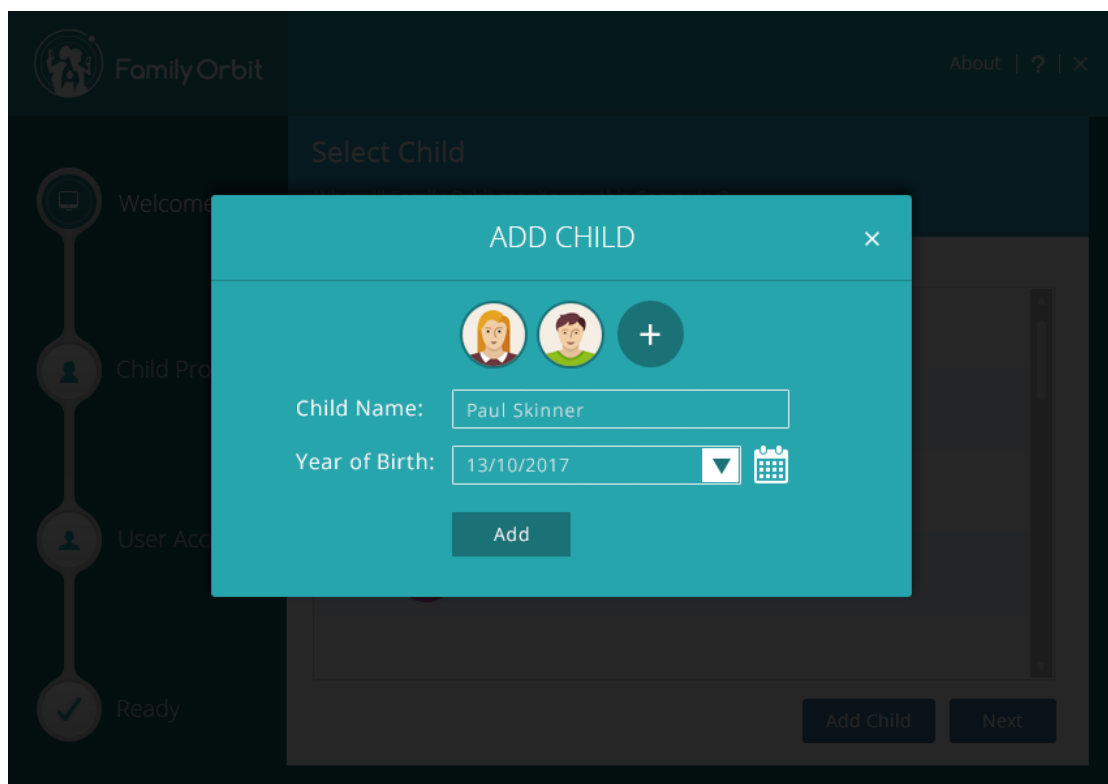 Family Orbit
About | ? | ×
Select Child
Welcome
ADD CHILD
×
+
Child Pro
Child Name:
Paul Skinner
Year of Birth:
13/10/2017
User Acc
Add
Ready
Add Child
Next